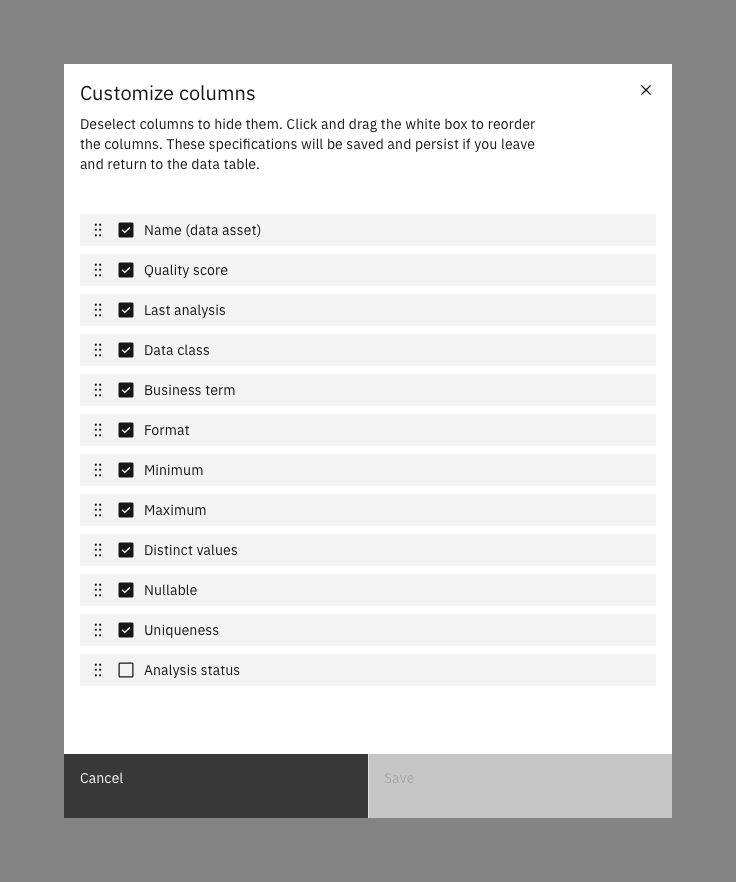 Customize columns
Deselect columns to hide them. Click and drag the white box to reorder
the columns. These specifications will be saved and persist if you leave
and return to the data table.
Name (data asset)
Quality score
Last analysis
Data class
Business term
Format
Minimum
Maximum
Distinct values
Nullable
Uniqueness
Analysis status
Cancel
Save